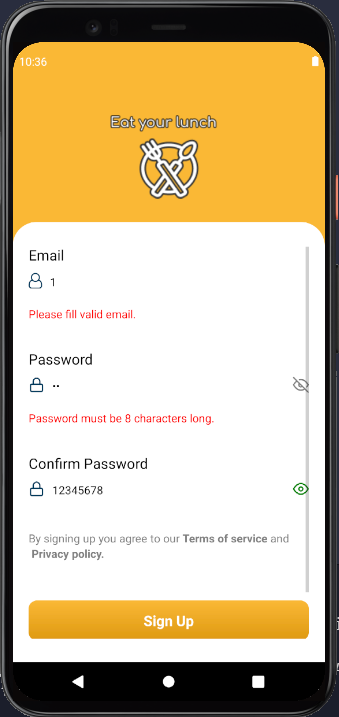 10:36
Eat your lunch
Email
1
Please fill valid email.
Password
••
Password must be 8 characters long.
Confirm Password
12345678
By signing up you agree to our Terms of service and
Privacy policy.
Sign Up